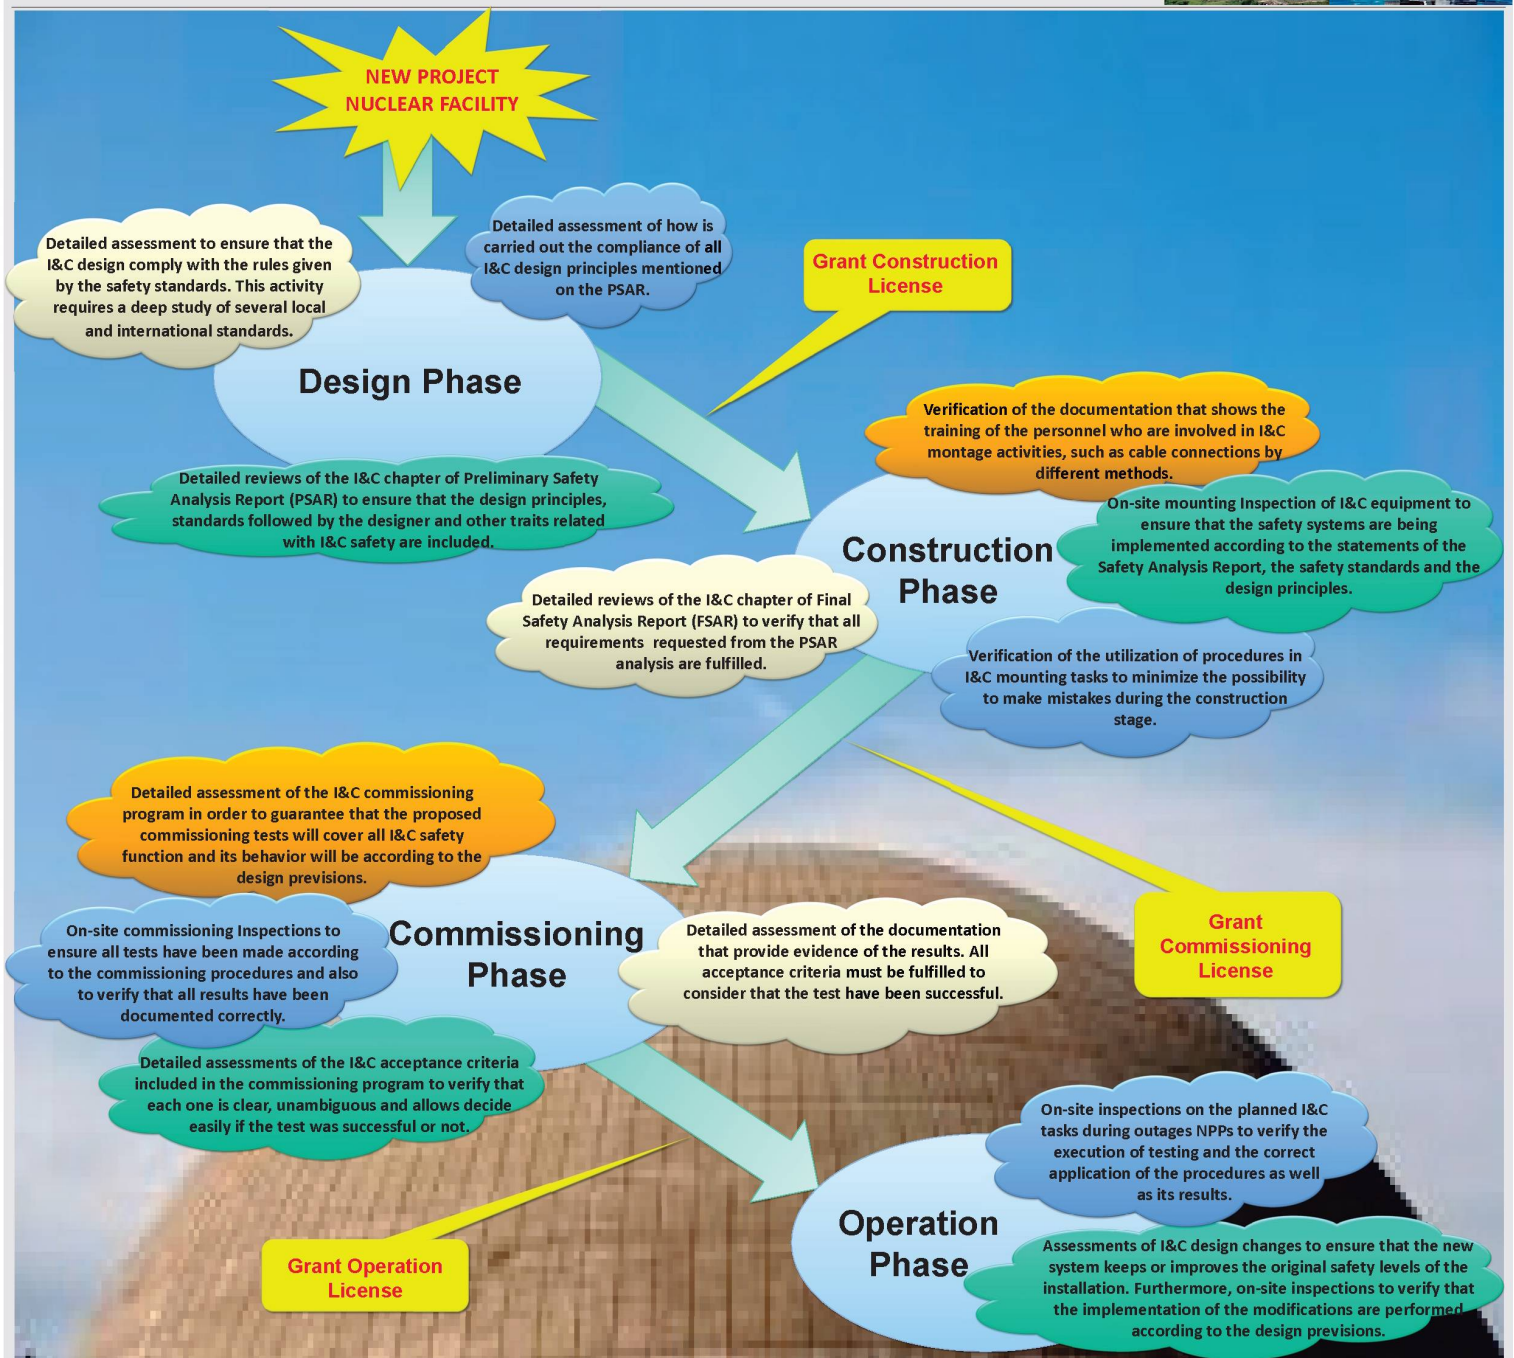 NEW PROJECT
NUCLEAR FACILITY
Detailed assessment to ensure that the
I&C design comply with the rules given
by the safety standards. This activity
requires a deep study of several local
and international standards.
Detailed assessment of how is
carried out the compliance of all
I&C design principles mentioned
on the PSAR.
Grant Construction
License
Design Phase
Detailed reviews of the I&C chapter of Preliminary Safety
Analysis Report (PSAR) to ensure that the design principles,
standards followed by the designer and other traits related
with I&C safety are included.
Verification of the documentation that shows the
training of the personnel who are involved in I&C
montage activities, such as cable connections by
different methods.
On-site mounting Inspection of I&C equipment to
ensure that the safety systems are being
implemented according to the statements of the
Safety Analysis Report, the safety standards and the
design principles.
Construction
Phase
Detailed reviews of the I&C chapter of Final
Safety Analysis Report (FSAR) to verify that all
requirements requested from the PSAR
analysis are fulfilled.
Verification of the utilization of procedures in
I&C mounting tasks to minimize the possibility
to make mistakes during the construction
stage.
Detailed assessment of the I&C commissioning
program in order to guarantee that the proposed
commissioning tests will cover all I&C safety
function and its behavior will be according to the
design previsions.
On-site commissioning Inspections to
ensure all tests have been made according
to the commissioning procedures and also
to verify that all results have been
documented correctly.
Commissioning
Phase
Detailed assessment of the documentation
that provide evidence of the results. All
acceptance criteria must be fulfilled to
consider that the test have been successful.
Grant
Commissioning
License
Detailed assessments of the I&C acceptance criteria
included in the commissioning program to verify that
each one is clear, unambiguous and allows decide
easily if the test was successful or not.
On-site inspections on the planned I&C
tasks during outages NPPs to verify the
execution of testing and the correct
application of the procedures as well
as its results.
Operation
Phase
Grant Operation
License
Assessments of I&C design changes to ensure that the new
system keeps or improves the original safety levels of the
installation. Furthermore, on-site inspections to verify that
the implementation of the modifications are performed
according to the design previsions.